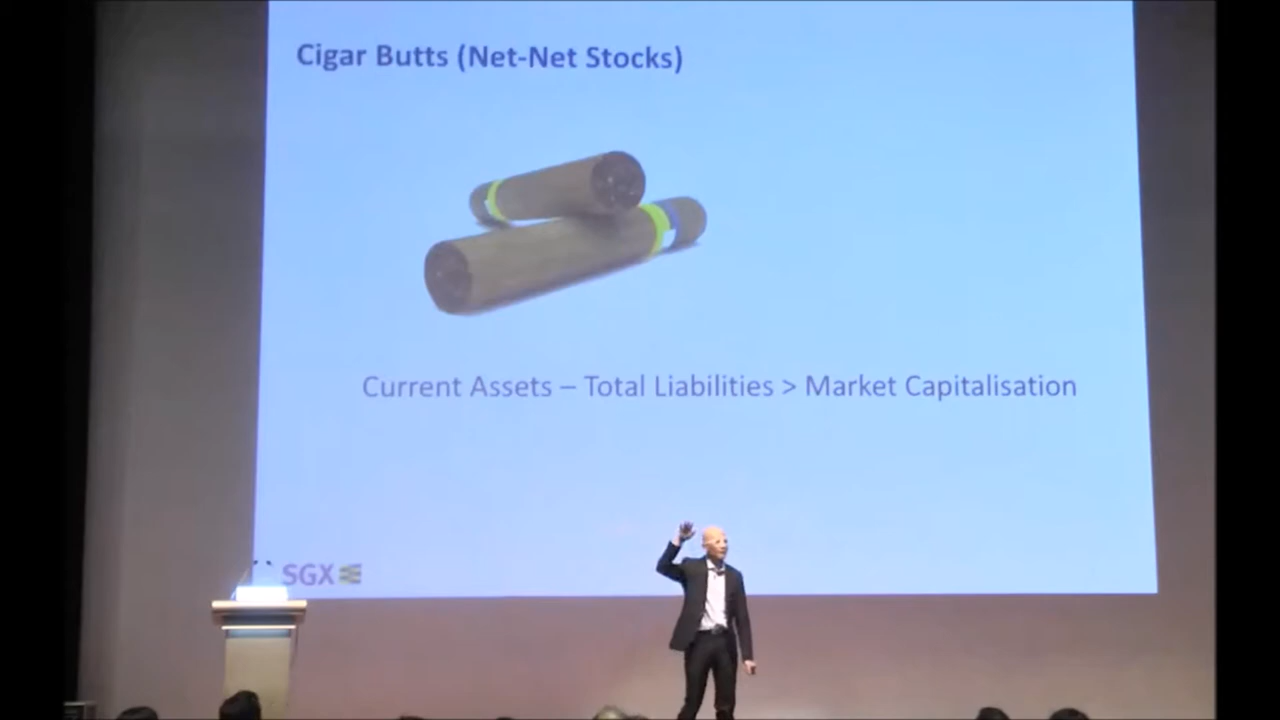 Cigar Butts (Net-Net Stocks)
Current Assets – Total Liabilities > Market Capitalisation
SGX